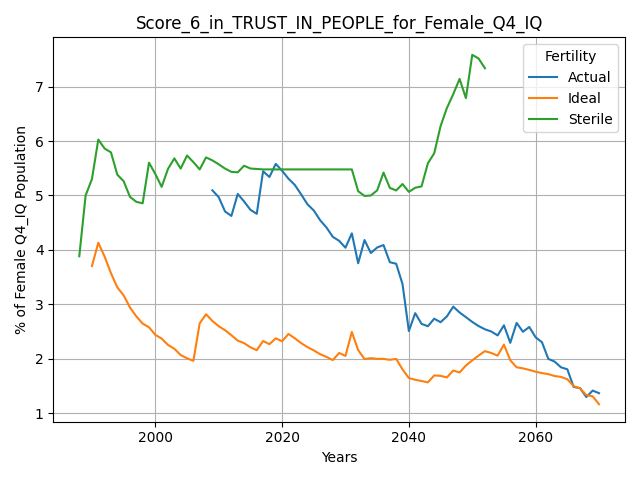 Score_6_in_TRUST_IN_PEOPLE_for_Female_Q4_IQ
% of Female Q4_IQ Population
7
6
5
4
3
2
1
Fertility
Actual
Ideal
Sterile
2000
2020
2040
2060
Years